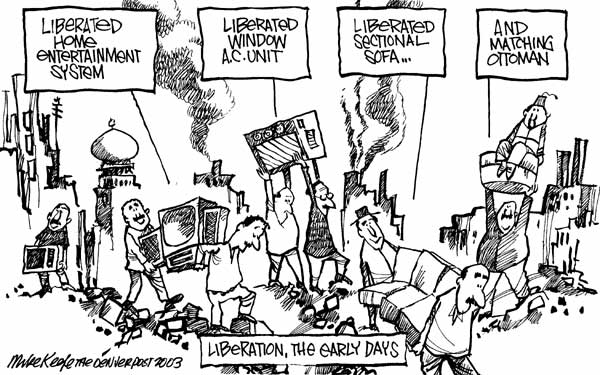 LIBERATED
HOME
ENTERTAINMENT
SYSTEM
LIBERATED
WINDOW
A.C. UNIT
LIBERATED
SECTIONAL
SOFA...
AND
MATCHING
OTTOMAN
LIBERATION, THE EARLY DAYS
MIKE KEEFE THE DENVER POST 2003